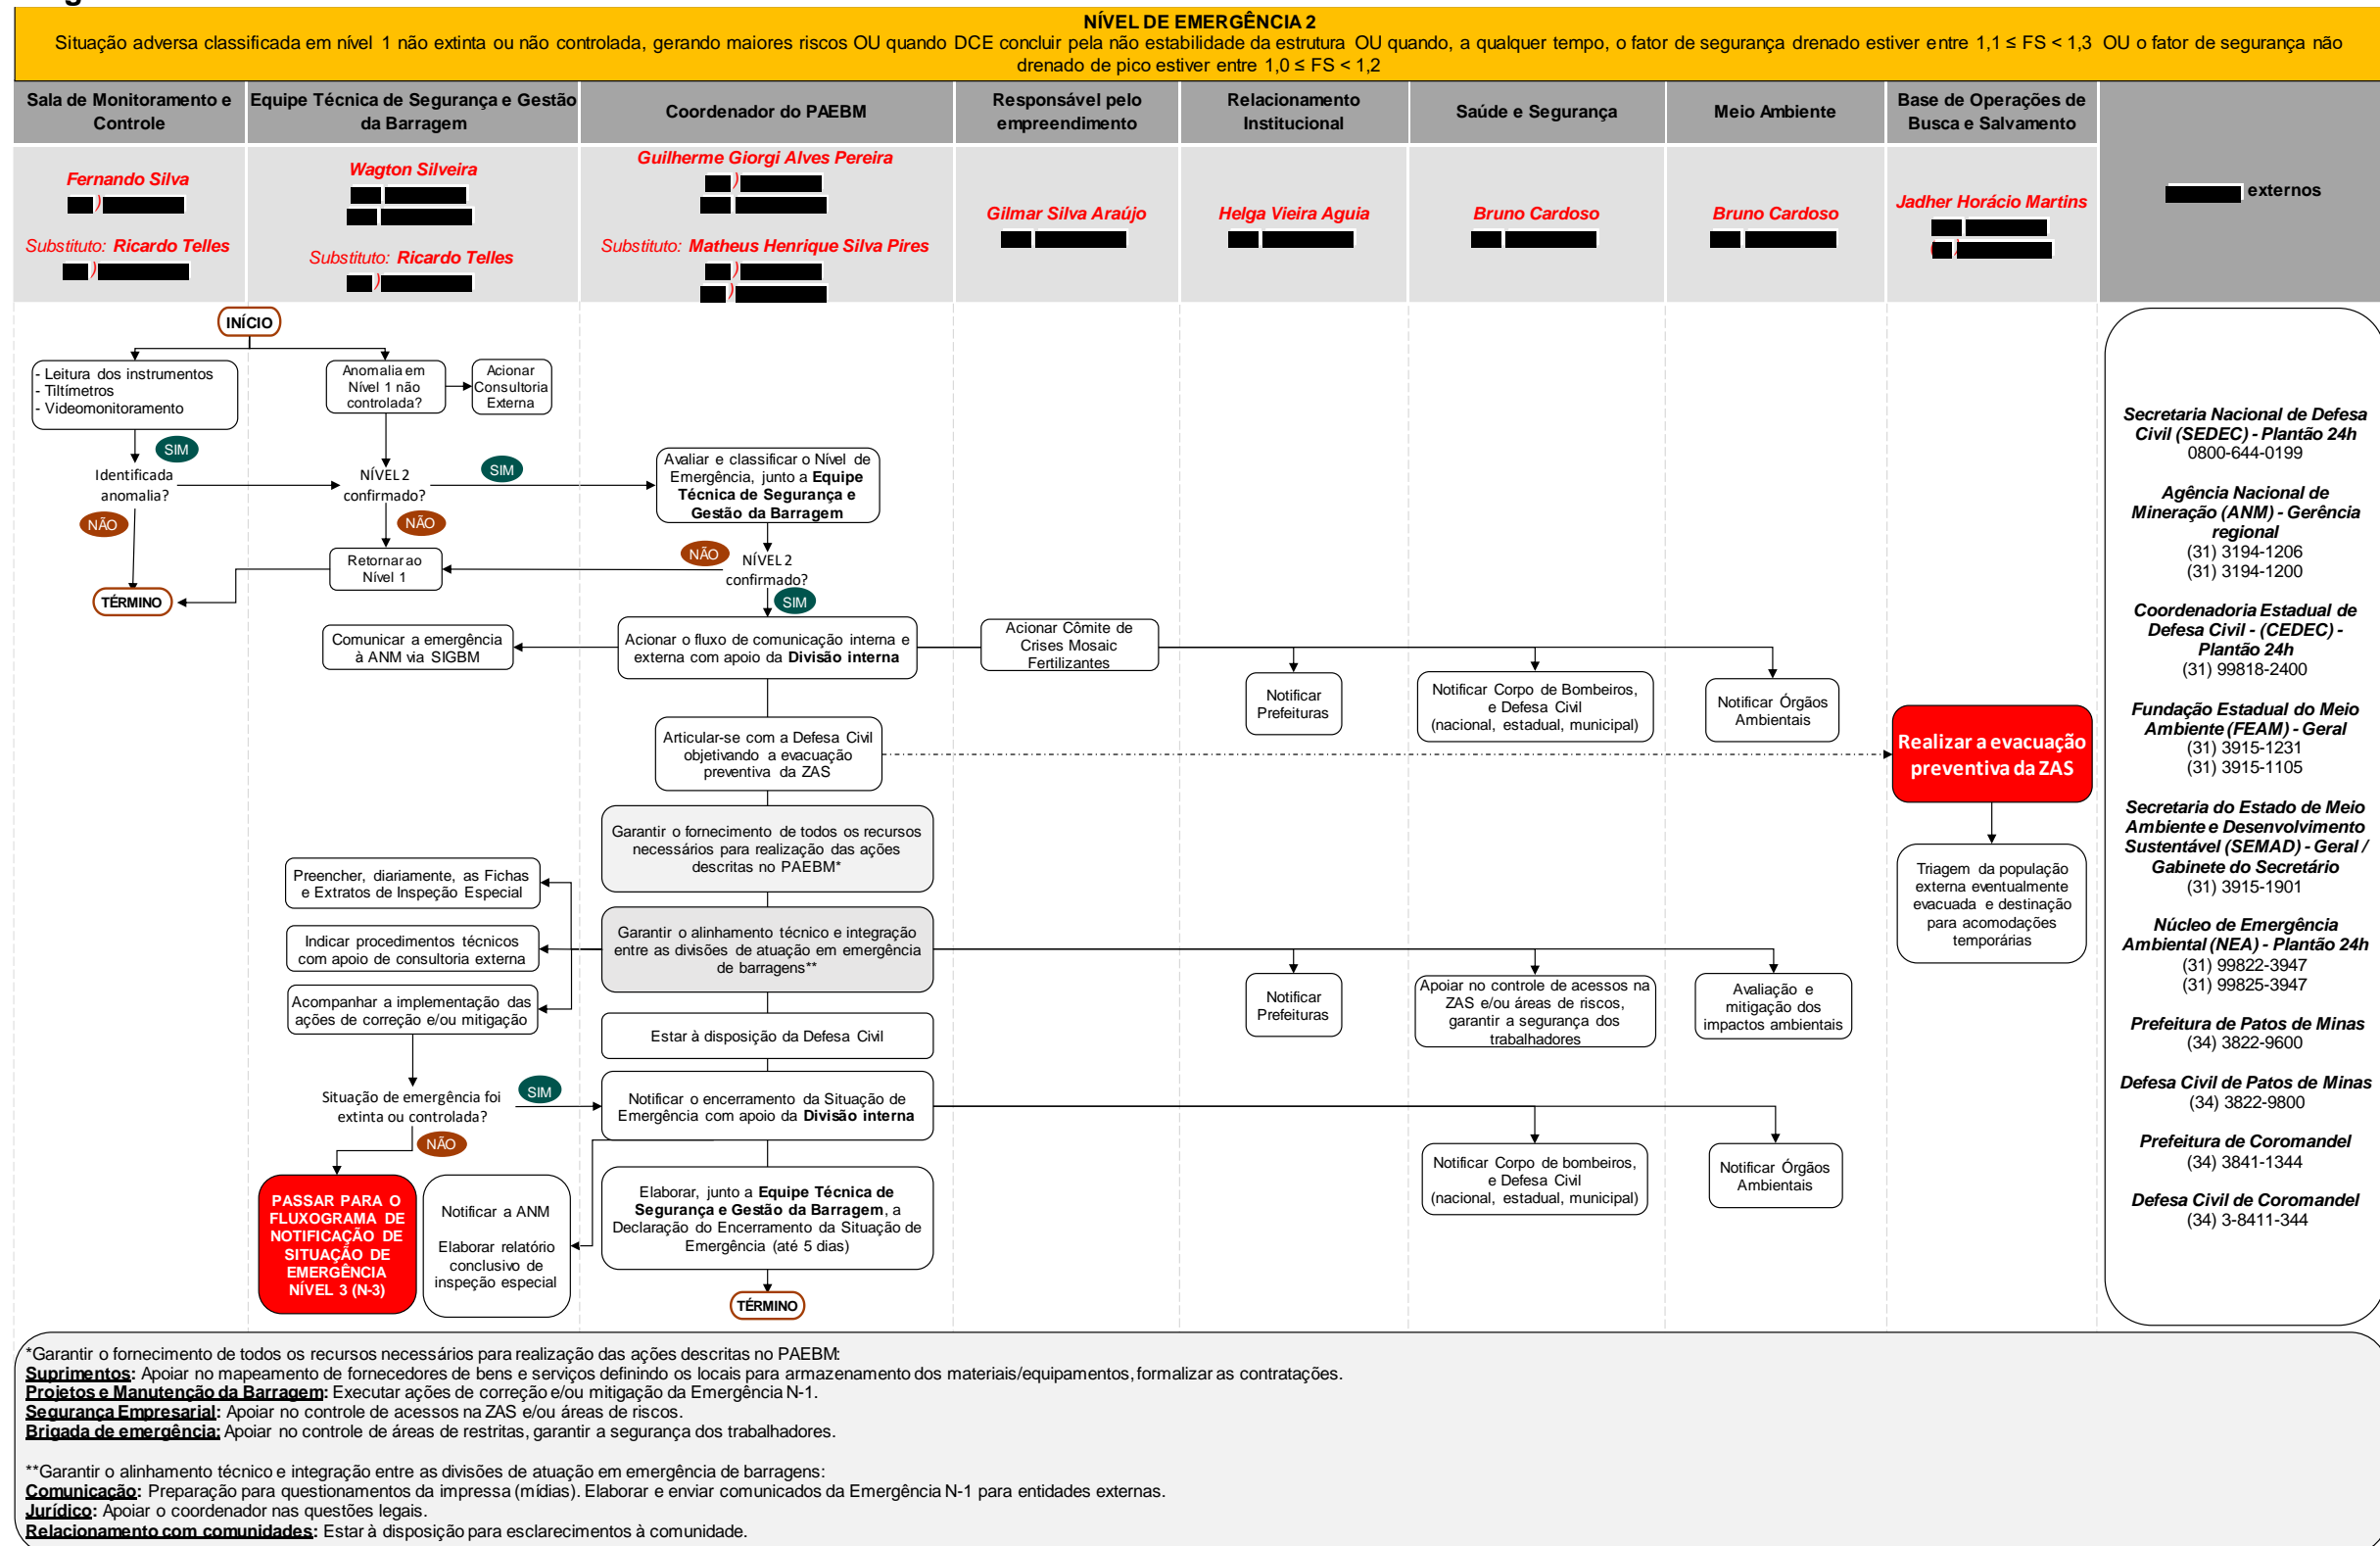 NÍVEL DE EMERGÊNCIA 2
Situação adversa classificada em nível 1 não extinta ou não controlada, gerando maiores riscos OU quando DCE concluir pela não estabilidade da estrutura OU quando, a qualquer tempo, o fator de segurança drenado estiver entre 1,1 ≤ FS < 1,3 OU o fator de segurança não
drenado de pico estiver entre 1,0 ≤ FS < 1,2
Sala de Monitoramento e
Controle
Equipe Técnica de Segurança e Gestão
da Barragem
Coordenador do PAEBM
Responsável pelo
empreendimento
Relacionamento
Institucional
Saúde e Segurança
Meio Ambiente
Base de Operações de
Busca e Salvamento
externos
Fernando Silva
)
Substituto: Ricardo Telles
)
Wagton Silveira
Substituto: Ricardo Telles
)
Guilherme Giorgi Alves Pereira
)
Substituto: Matheus Henrique Silva Pires
)
)
Gilmar Silva Araújo
Helga Vieira Aguia
Bruno Cardoso
Bruno Cardoso
Jadher Horácio Martins
( )
INÍCIO
- Leitura dos instrumentos
- Tiltímetros
- Videomonitoramento
Anomalia em
Nível 1 não
controlada?
Acionar
Consultoria
Externa
SIM
Identificada
anomalia?
NÃO
NÍVEL 2
confirmado?
SIM
NÃO
Avaliar e classificar o Nível de
Emergência, junto a Equipe
Técnica de Segurança e
Gestão da Barragem
Retornar ao
Nível 1
NÃO
NÍVEL 2
confirmado?
SIM
TÉRMINO
Comunicar a emergência
à ANM via SIGBM
Acionar o fluxo de comunicação interna e
externa com apoio da Divisão interna
Acionar Cômite de
Crises Mosaic
Fertilizantes
Notificar
Prefeituras
Notificar Corpo de Bombeiros,
e Defesa Civil
(nacional, estadual, municipal)
Notificar Órgãos
Ambientais
Articular-se com a Defesa Civil
objetivando a evacuação
preventiva da ZAS
Realizar a evacuação
preventiva da ZAS
Garantir o fornecimento de todos os recursos
necessários para realização das ações
descritas no PAEBM*
Triagem da população
externa eventualmente
evacuada e destinação
para acomodações
temporárias
Preencher, diariamente, as Fichas
e Extratos de Inspeção Especial
Indicar procedimentos técnicos
com apoio de consultoria externa
Acompanhar a implementação das
ações de correção e/ou mitigação
Garantir o alinhamento técnico e integração
entre as divisões de atuação em emergência
de barragens**
Notificar
Prefeituras
Apoiar no controle de acessos na
ZAS e/ou áreas de riscos,
garantir a segurança dos
trabalhadores
Avaliação e
mitigação dos
impactos ambientais
Estar à disposição da Defesa Civil
Situação de emergência foi
extinta ou controlada?
SIM
NÃO
Notificar o encerramento da Situação de
Emergência com apoio da Divisão interna
Notificar Corpo de bombeiros,
e Defesa Civil
(nacional, estadual, municipal)
Notificar Órgãos
Ambientais
PASSAR PARA O
FLUXOGRAMA DE
NOTIFICAÇÃO DE
SITUAÇÃO DE
EMERGÊNCIA
NÍVEL 3 (N-3)
Notificar a ANM
Elaborar relatório
conclusivo de
inspeção especial
Elaborar, junto a Equipe Técnica de
Segurança e Gestão da Barragem, a
Declaração do Encerramento da Situação de
Emergência (até 5 dias)
TÉRMINO
Secretaria Nacional de Defesa
Civil (SEDEC) - Plantão 24h
0800-644-0199
Agência Nacional de
Mineração (ANM) - Gerência
regional
(31) 3194-1206
(31) 3194-1200
Coordenadoria Estadual de
Defesa Civil - (CEDEC) -
Plantão 24h
(31) 99818-2400
Fundação Estadual do Meio
Ambiente (FEAM) - Geral
(31) 3915-1231
(31) 3915-1105
Secretaria do Estado de Meio
Ambiente e Desenvolvimento
Sustentável (SEMAD) - Geral /
Gabinete do Secretário
(31) 3915-1901
Núcleo de Emergência
Ambiental (NEA) - Plantão 24h
(31) 99822-3947
(31) 99825-3947
Prefeitura de Patos de Minas
(34) 3822-9600
Defesa Civil de Patos de Minas
(34) 3822-9800
Prefeitura de Coromandel
(34) 3841-1344
Defesa Civil de Coromandel
(34) 3-8411-344
*Garantir o fornecimento de todos os recursos necessários para realização das ações descritas no PAEBM:
Suprimentos: Apoiar no mapeamento de fornecedores de bens e serviços definindo os locais para armazenamento dos materiais/equipamentos, formalizar as contratações.
Projetos e Manutenção da Barragem: Executar ações de correção e/ou mitigação da Emergência N-1.
Segurança Empresarial: Apoiar no controle de acessos na ZAS e/ou áreas de riscos.
Brigada de emergência: Apoiar no controle de áreas de restritas, garantir a segurança dos trabalhadores.
**Garantir o alinhamento técnico e integração entre as divisões de atuação em emergência de barragens:
Comunicação: Preparação para questionamentos da impressa (mídias). Elaborar e enviar comunicados da Emergência N-1 para entidades externas.
Jurídico: Apoiar o coordenador nas questões legais.
Relacionamento com comunidades: Estar à disposição para esclarecimentos à comunidade.